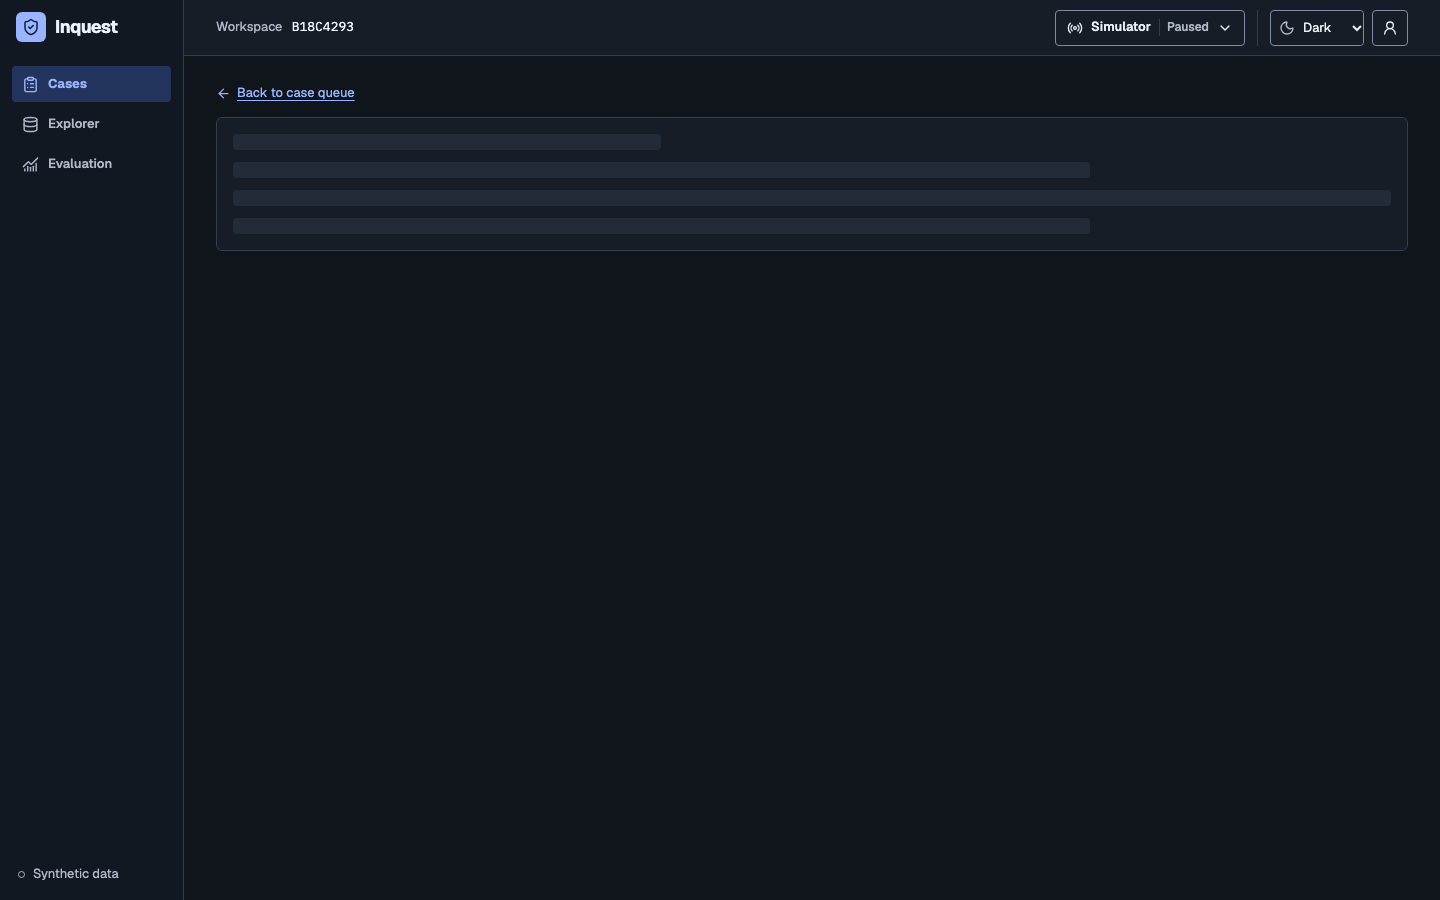 Inquest
Workspace B18C4293
Simulator Paused
Dark
Cases
Explorer
Evaluation
Back to case queue
Synthetic data